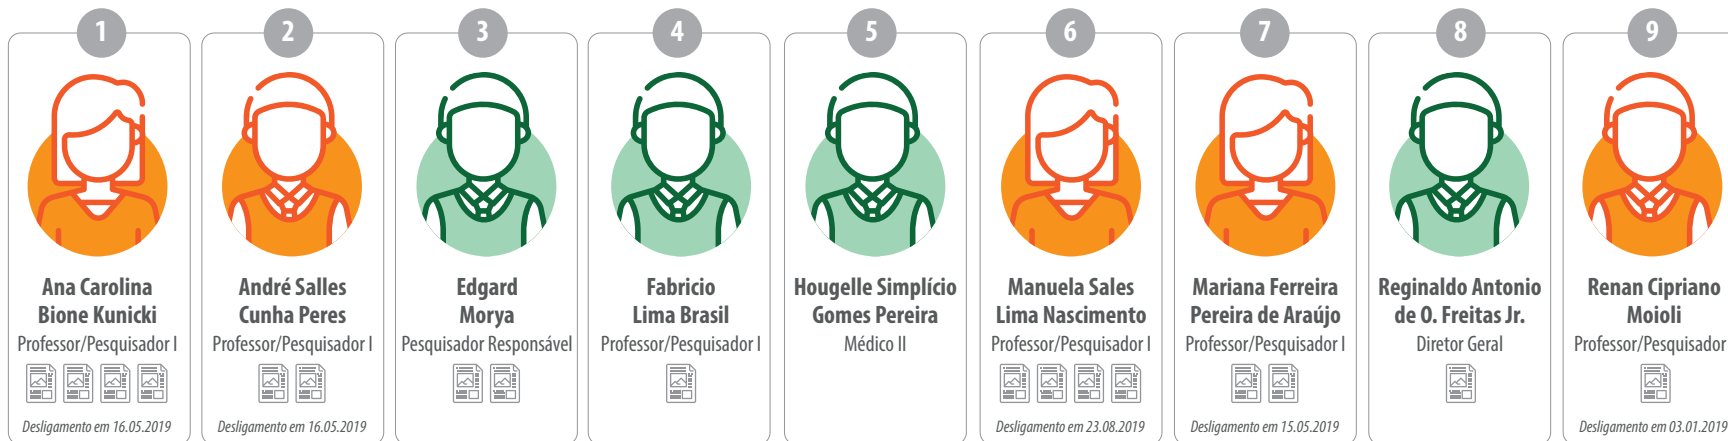 1
Ana Carolina
Bione Kunicki
Professor/Pesquisador I
Desligamento em 16.05.2019
2
André Salles
Cunha Peres
Professor/Pesquisador I
Desligamento em 16.05.2019
3
Edgard
Morya
Pesquisador Responsável
4
Fabricio
Lima Brasil
Professor/Pesquisador I
5
Hougelle Simplício
Gomes Pereira
Médico II
6
Manuela Sales
Lima Nascimento
Professor/Pesquisador I
Desligamento em 23.08.2019
7
Mariana Ferreira
Pereira de Araújo
Professor/Pesquisador I
Desligamento em 15.05.2019
8
Reginaldo Antonio
de O. Freitas Jr.
Diretor Geral
9
Renan Cipriano
Moioli
Professor/Pesquisador
Desligamento em 03.01.2019